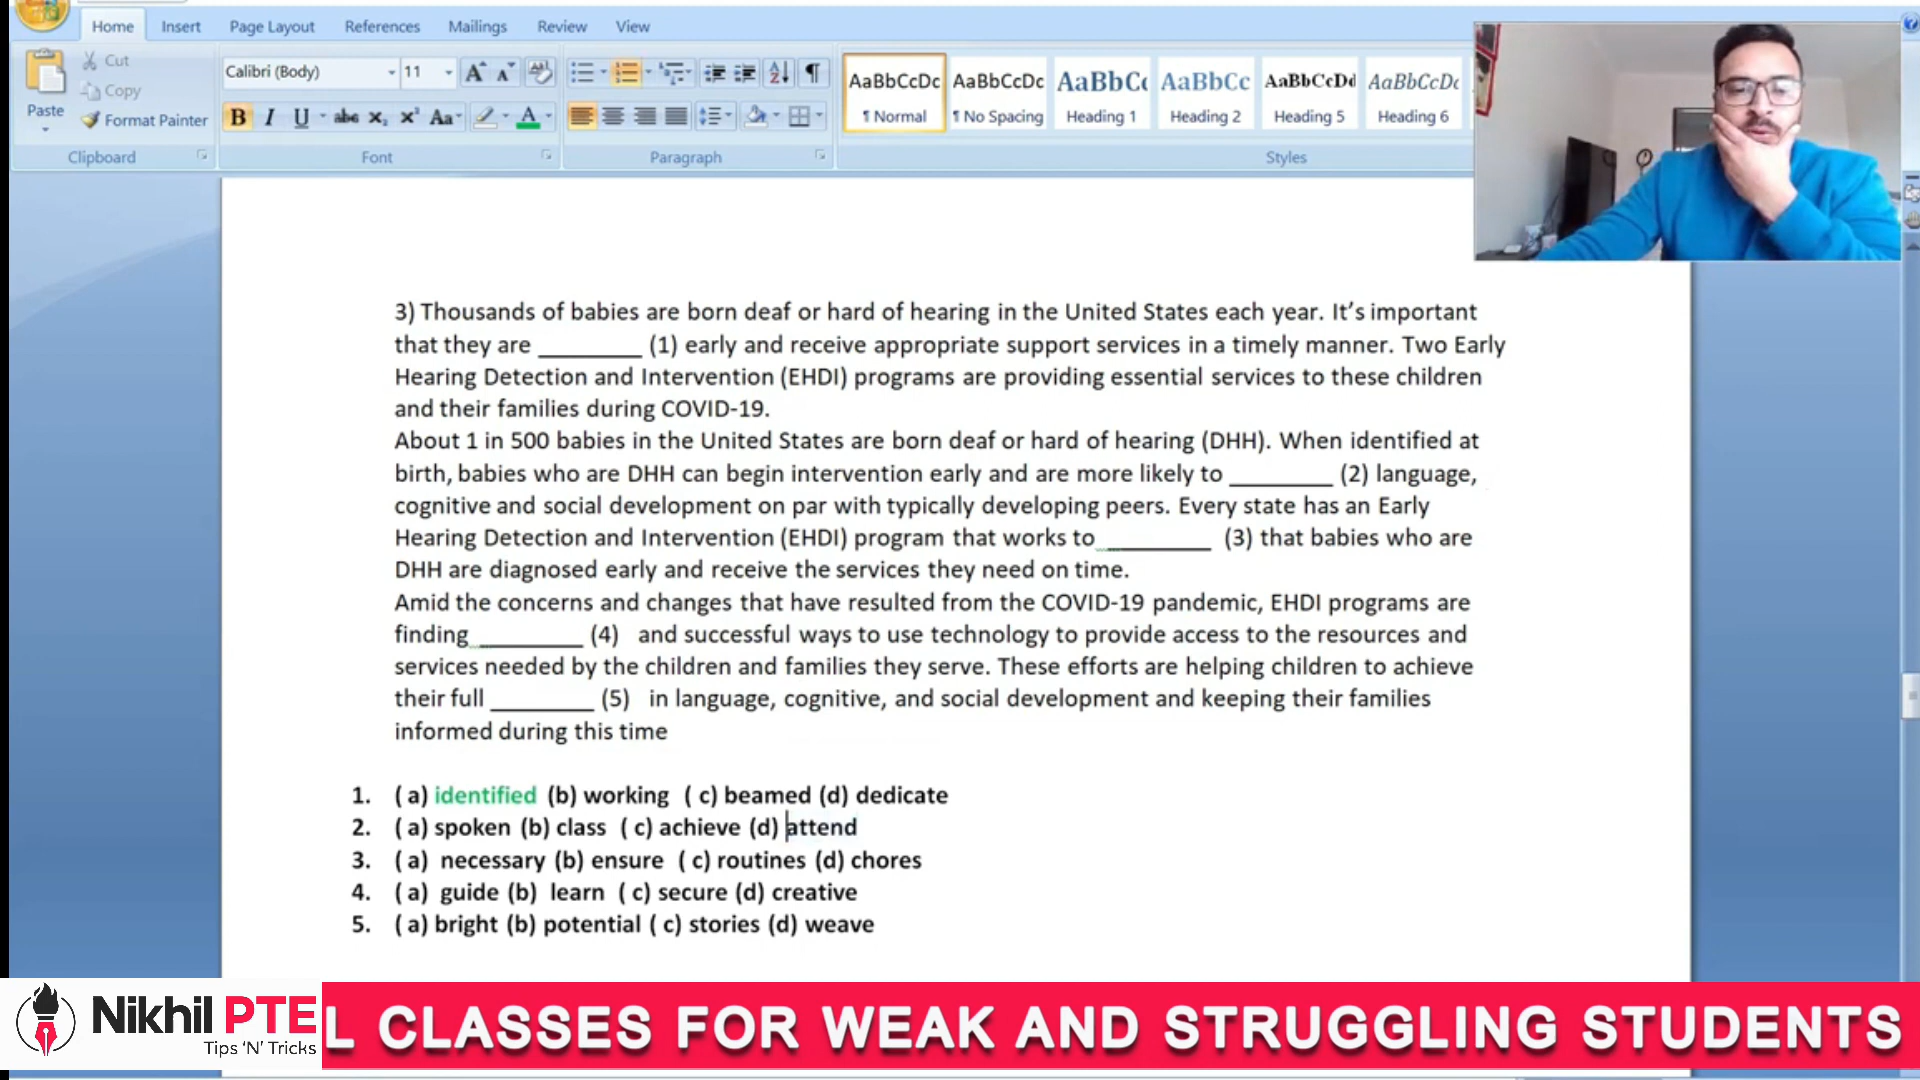 Home Insert Page Layout References Mailings Review View
Cut
Copy
Paste
Format Painter
Calibri (Body) 11
AaBbCcDc AaBbCcDc AaBbCc AaBbCc AaBbCcDd AaBbCcDc
¶ Normal ¶ No Spacing Heading 1 Heading 2 Heading 5 Heading 6
Clipboard Font Paragraph Styles
3) Thousands of babies are born deaf or hard of hearing in the United States each year. It’s important
that they are _________ (1) early and receive appropriate support services in a timely manner. Two Early
Hearing Detection and Intervention (EHDI) programs are providing essential services to these children
and their families during COVID-19.
About 1 in 500 babies in the United States are born deaf or hard of hearing (DHH). When identified at
birth, babies who are DHH can begin intervention early and are more likely to _________ (2) language,
cognitive and social development on par with typically developing peers. Every state has an Early
Hearing Detection and Intervention (EHDI) program that works to _________ (3) that babies who are
DHH are diagnosed early and receive the services they need on time.
Amid the concerns and changes that have resulted from the COVID-19 pandemic, EHDI programs are
finding _________ (4) and successful ways to use technology to provide access to the resources and
services needed by the children and families they serve. These efforts are helping children to achieve
their full _________ (5) in language, cognitive, and social development and keeping their families
informed during this time
1. ( a) identified (b) working ( c) beamed (d) dedicate
2. ( a) spoken (b) class ( c) achieve (d) attend
3. ( a) necessary (b) ensure ( c) routines (d) chores
4. ( a) guide (b) learn ( c) secure (d) creative
5. ( a) bright (b) potential ( c) stories (d) weave
Nikhil PTE
Tips 'N' Tricks
L CLASSES FOR WEAK AND STRUGGLING STUDENTS